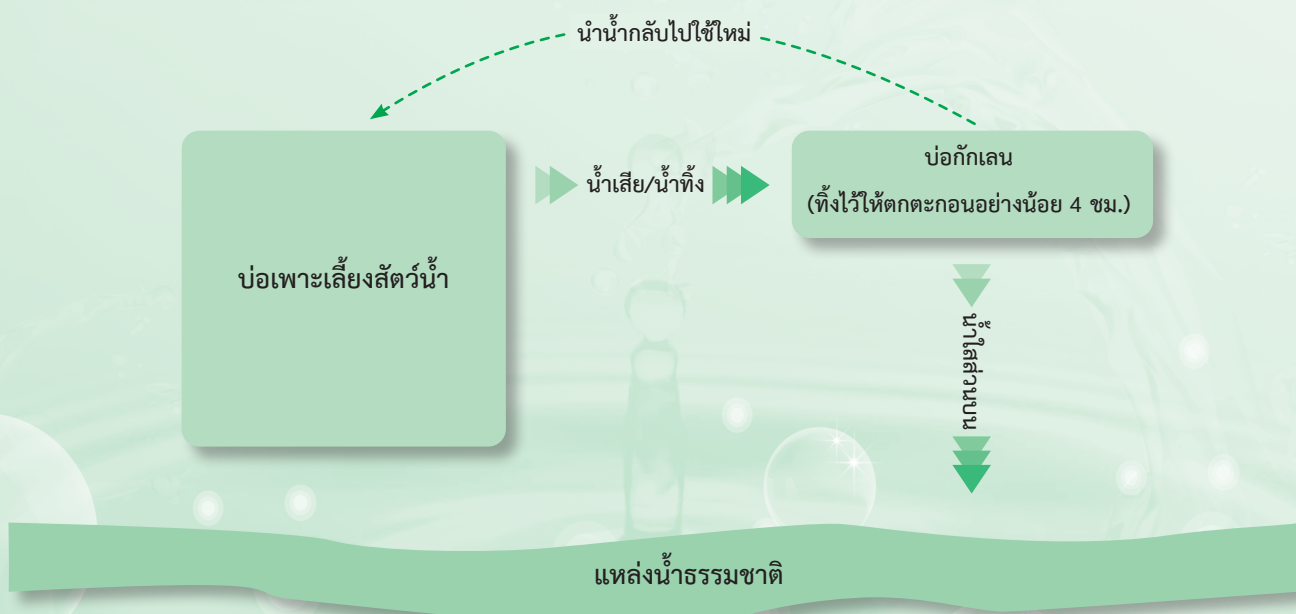 นำน้ำกลับไปใช้ใหม่
น้ำเสีย/น้ำทิ้ง
บ่อกักเลน
(ทิ้งไว้ให้ตกตะกอนอย่างน้อย 4 ชม.)
บ่อเพาะเลี้ยงสัตว์น้ำ
น้ำใสส่วนบน
แหล่งน้ำธรรมชาติ